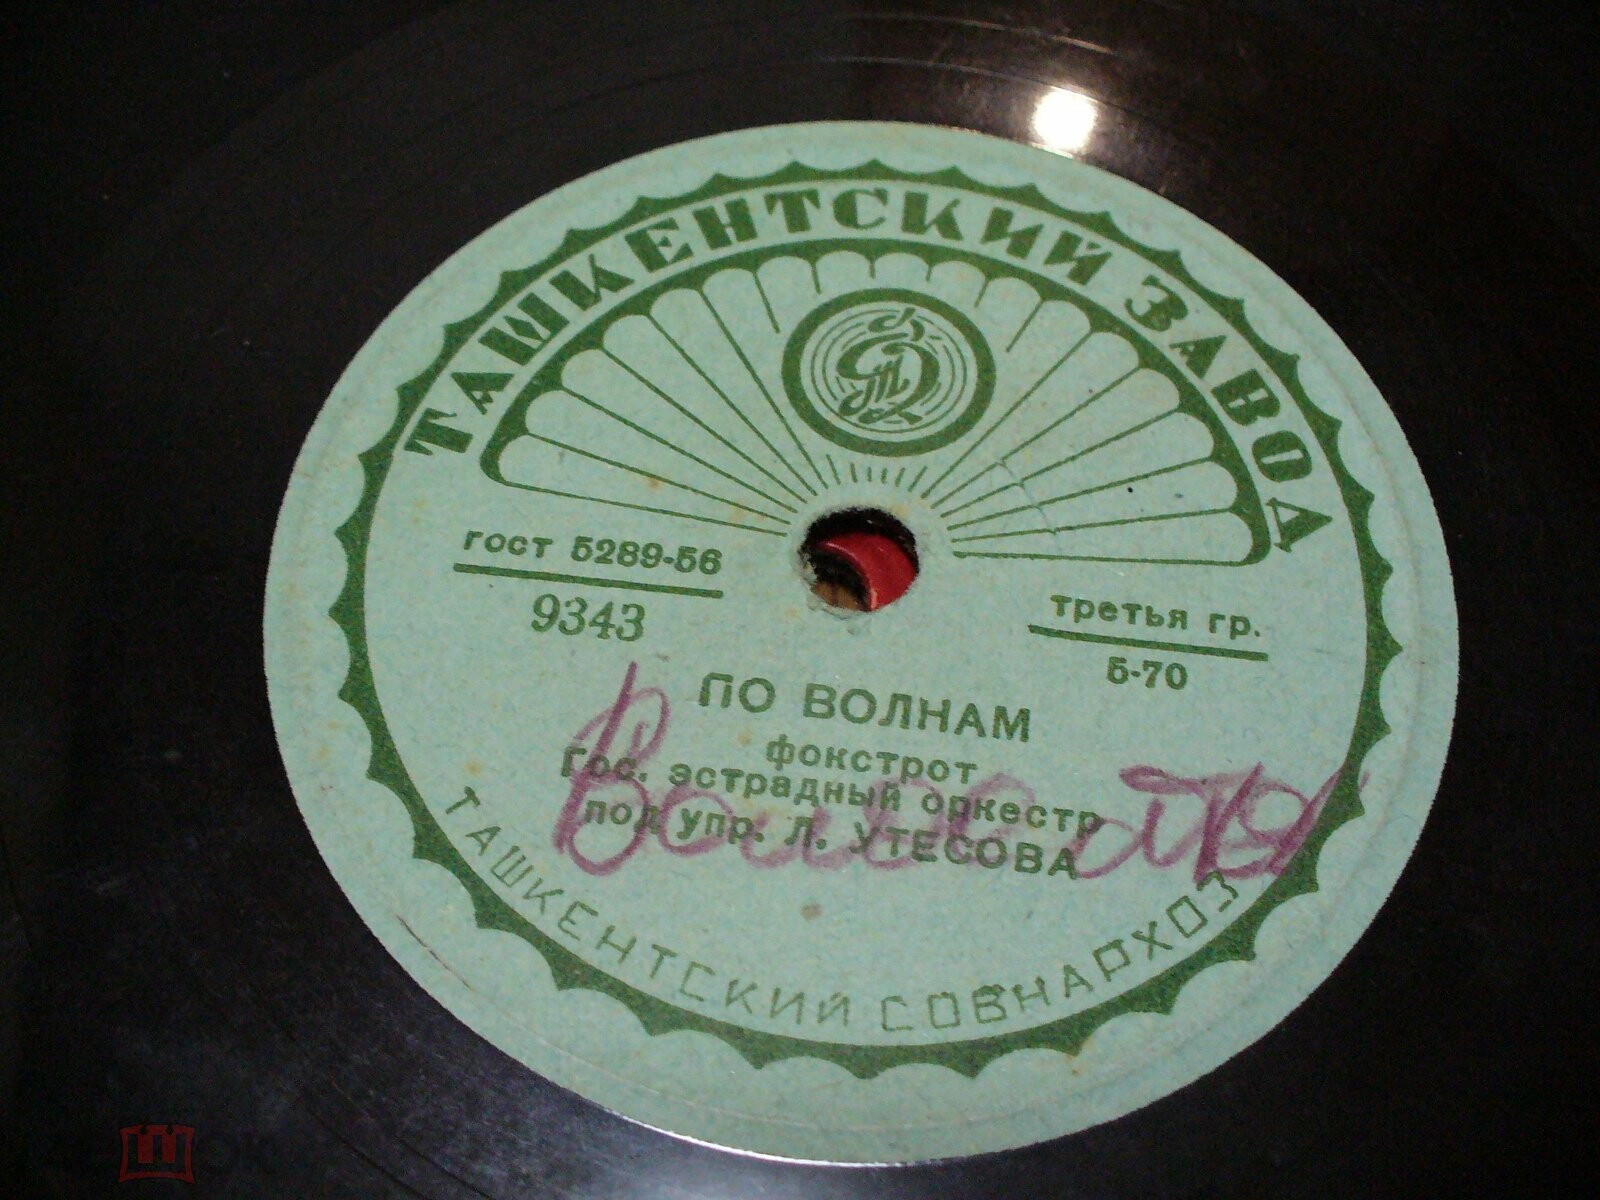 ТАШКЕНТСКИЙ ЗАВОД
гост 5289-56
9343
третья гр.
5-70
ПО ВОЛНАМ
фокстрот
Гос. эстрадный оркестр
под упр. Л. УТЕСОВА
ТАШКЕНТСКИЙ СОВНАРХОЗ